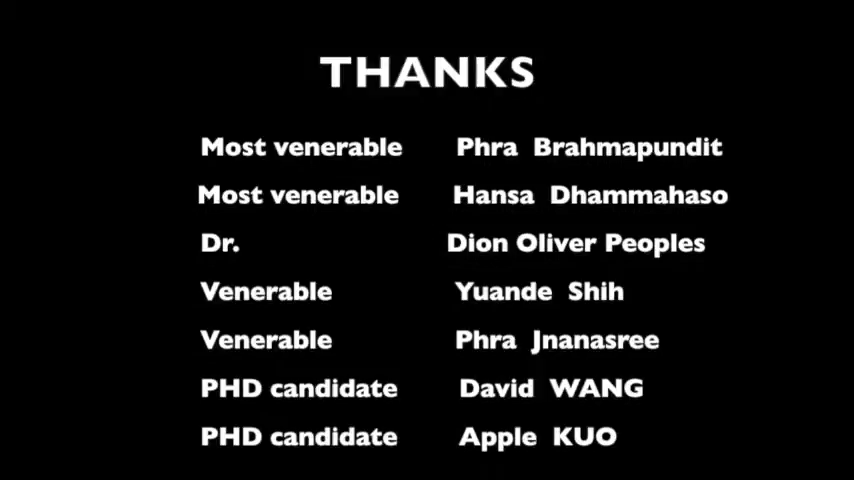 THANKS
Most venerable Phra Brahmapundit
Most venerable Hansa Dhammahaso
Dr. Dion Oliver Peoples
Venerable Yuande Shih
Venerable Phra Jnanasree
PHD candidate David WANG
PHD candidate Apple KUO